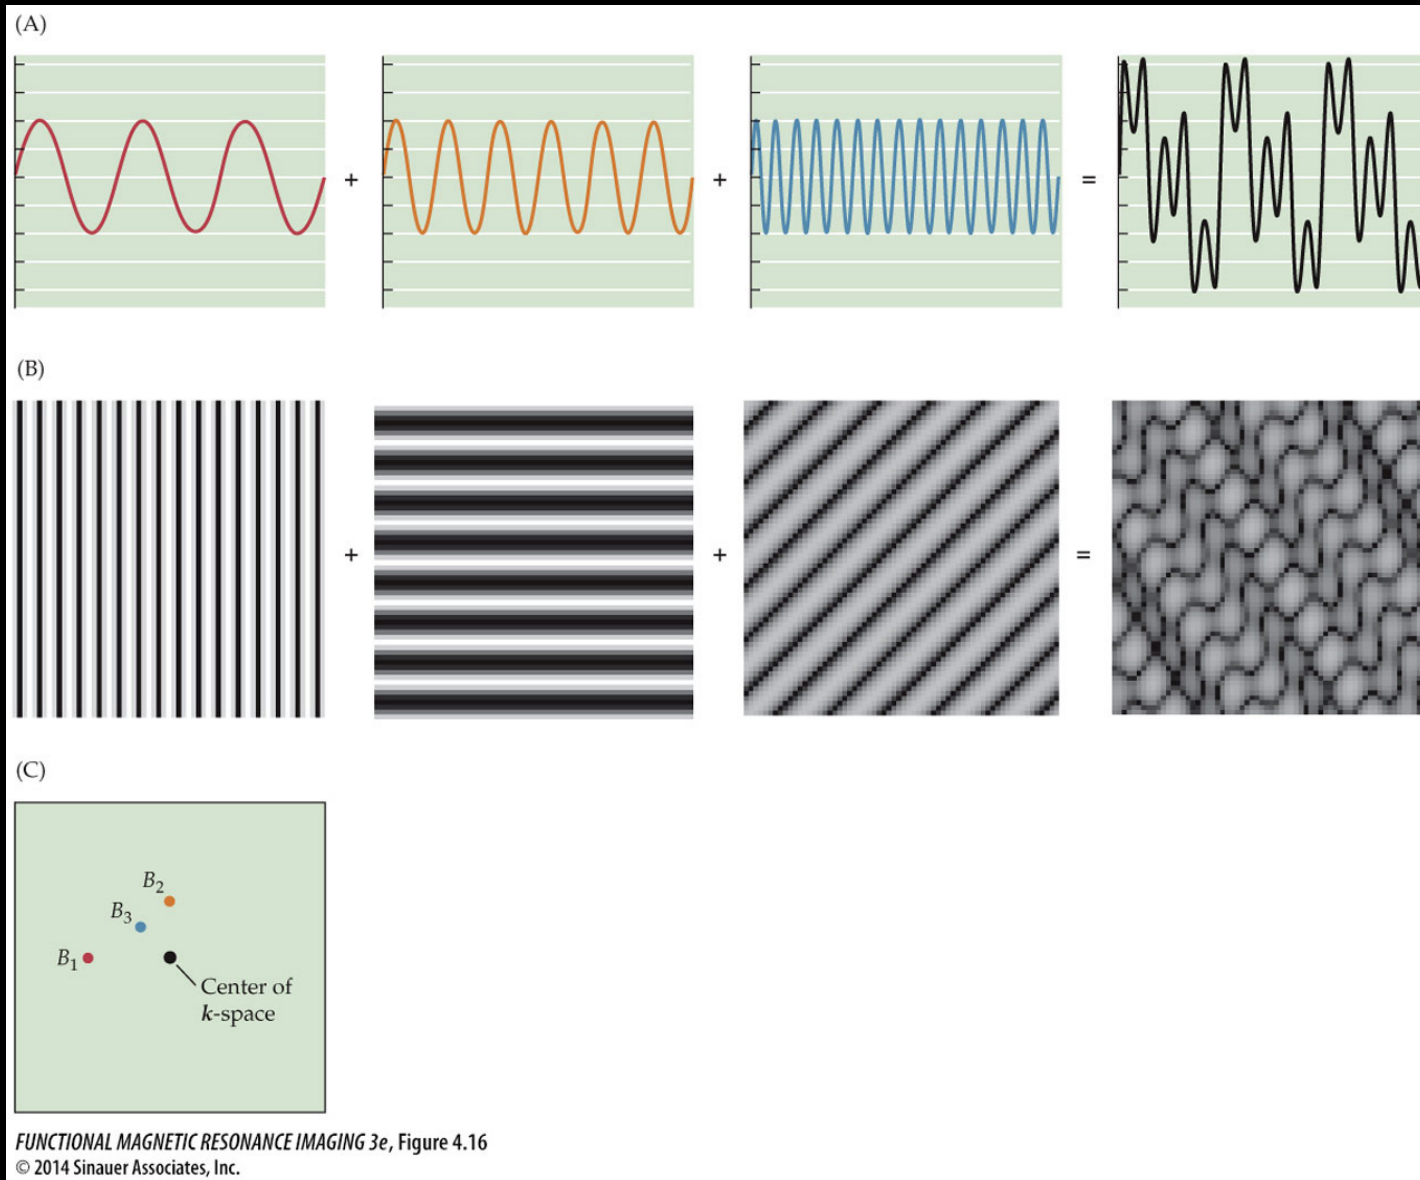 (A)
+ + =
(B)
+ + =
(C)
B2
B3
B1
Center of
k-space
FUNCTIONAL MAGNETIC RESONANCE IMAGING 3e, Figure 4.16
© 2014 Sinauer Associates, Inc.